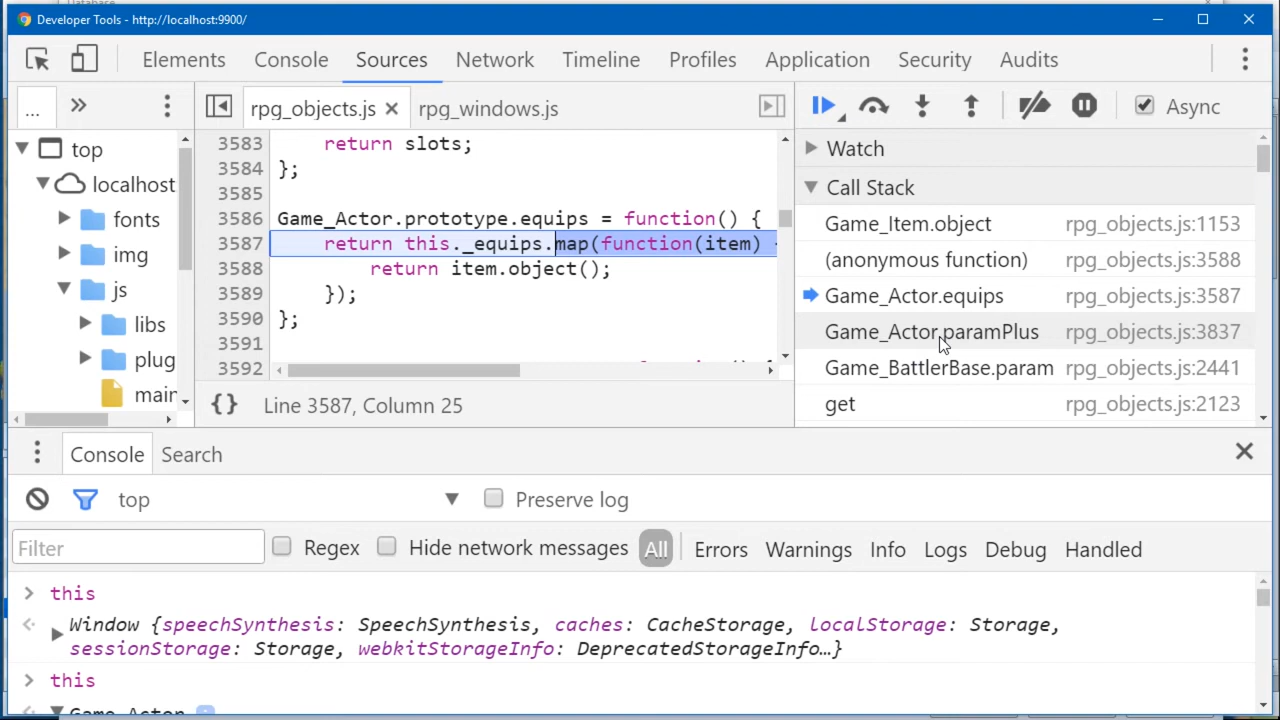 Database
Developer Tools - http://localhost:9900/
Elements Console Sources Network Timeline Profiles Application Security Audits
... » rpg_objects.js × rpg_windows.js Async
top
localhost
fonts
img
js
libs
plug
main
3583 return slots;
3584 };
3585
3586 Game_Actor.prototype.equips = function() {
3587 return this._equips.map(function(item) {
3588 return item.object();
3589 });
3590 };
3591
3592
{} Line 3587, Column 25
Watch
Call Stack
Game_Item.object rpg_objects.js:1153
(anonymous function) rpg_objects.js:3588
Game_Actor.equips rpg_objects.js:3587
Game_Actor.paramPlus rpg_objects.js:3837
Game_BattlerBase.param rpg_objects.js:2441
get rpg_objects.js:2123
Console Search
top Preserve log
Filter Regex Hide network messages All Errors Warnings Info Logs Debug Handled
> this
Window {speechSynthesis: SpeechSynthesis, caches: CacheStorage, localStorage: Storage,
sessionStorage: Storage, webkitStorageInfo: DeprecatedStorageInfo…}
> this
Game_Actor